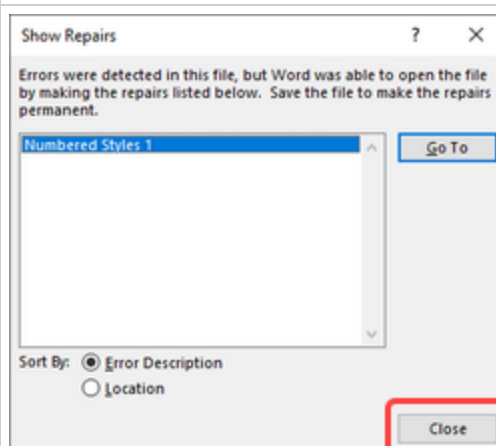 Show Repairs
Errors were detected in this file, but Word was able to open the file
by making the repairs listed below. Save the file to make the repairs
permanent.
Numbered Styles 1
Go To
Sort By:
Error Description
Location
Close